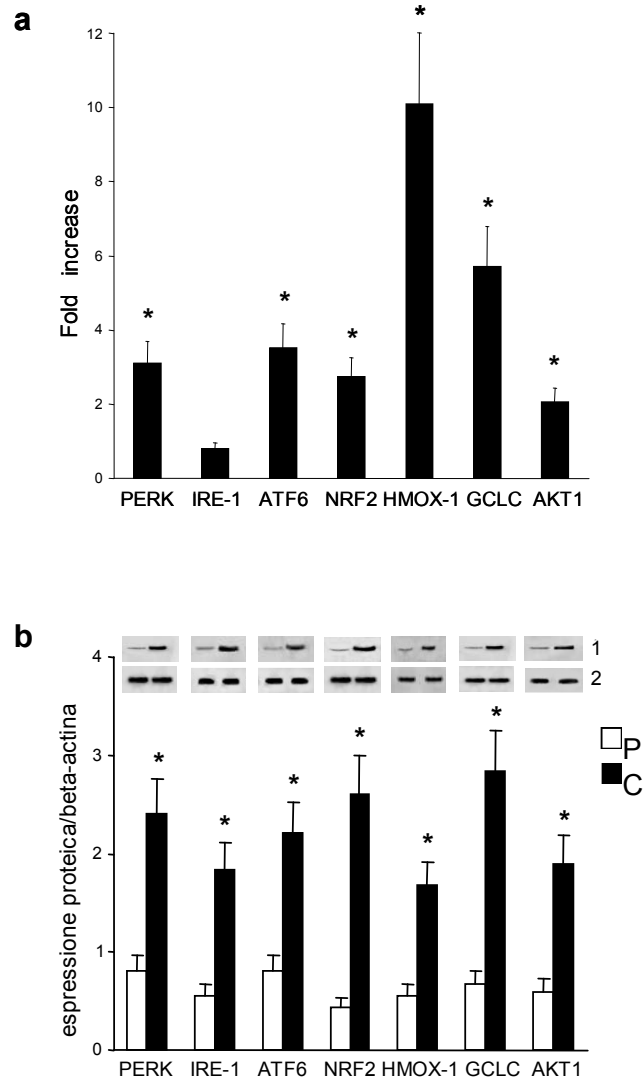 a
*
12
10
8
6
4
2
0
Fold increase
* * * * * *
PERK IRE-1 ATF6 NRF2 HMOX-1 GCLC AKT1
b
1
2
4
3
2
1
0
espressione proteica/beta-actina
* * * * * * *
P
C
PERK IRE-1 ATF6 NRF2 HMOX-1 GCLC AKT1